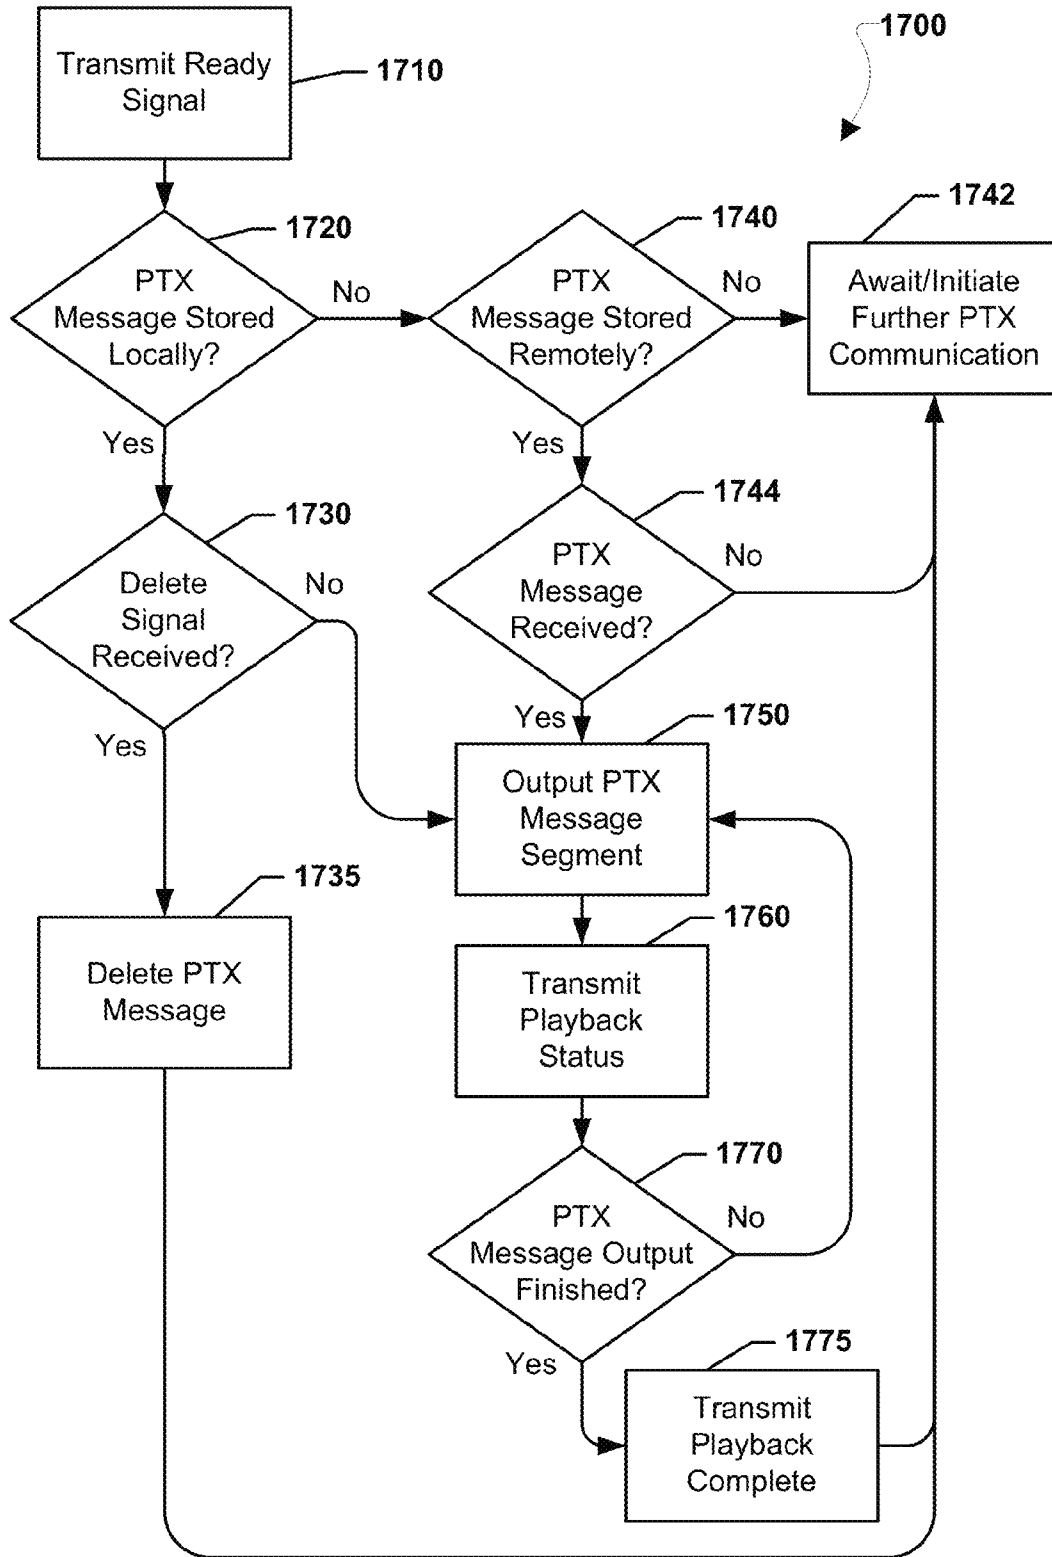 1700
Transmit Ready
Signal
1710
1720
PTX
Message Stored
Locally?
No
Yes
1740
PTX
Message Stored
Remotely?
No
Yes
1742
Await/Initiate
Further PTX
Communication
1730
Delete
Signal
Received?
No
Yes
1744
PTX
Message
Received?
No
Yes
1750
Output PTX
Message
Segment
1735
Delete PTX
Message
1760
Transmit
Playback
Status
1770
PTX
Message Output
Finished?
No
Yes
1775
Transmit
Playback
Complete